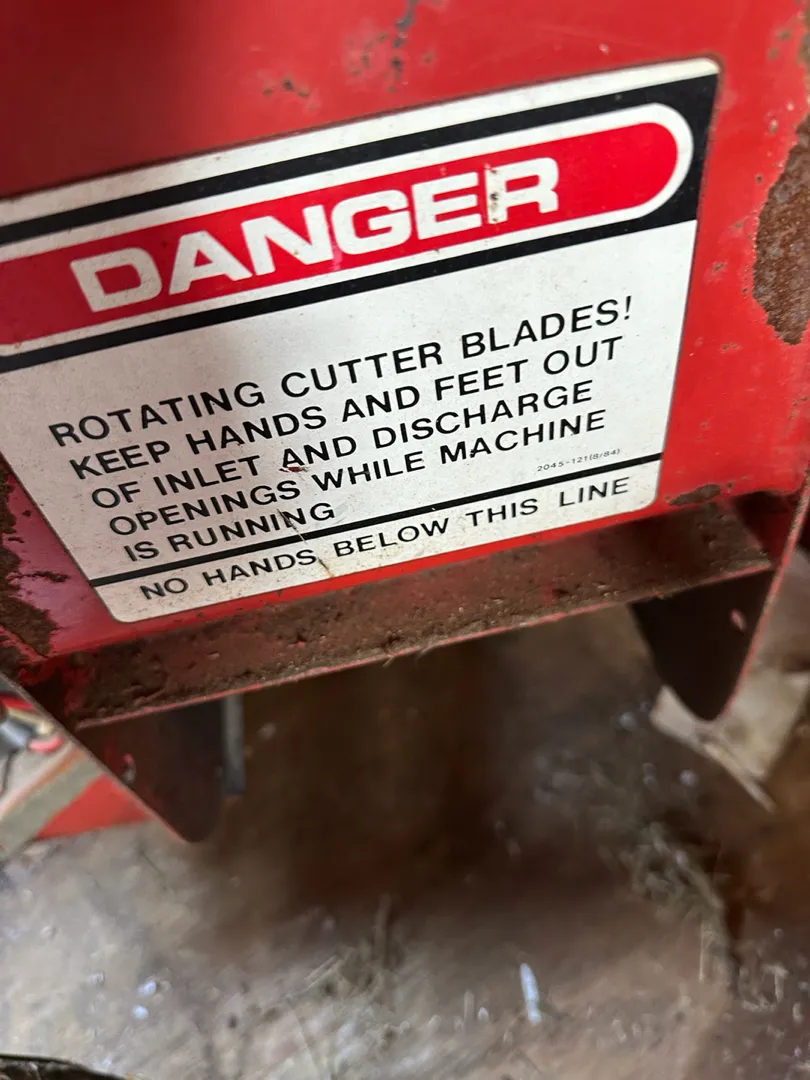 DANGER
ROTATING CUTTER BLADES!
KEEP HANDS AND FEET OUT
OF INLET AND DISCHARGE
OPENINGS WHILE MACHINE
IS RUNNING
2045-121(8/84)
NO HANDS BELOW THIS LINE